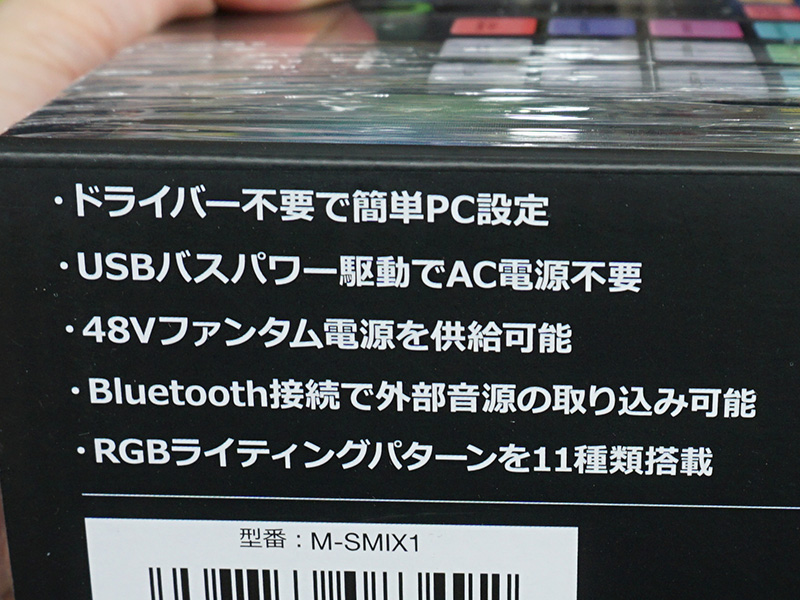 ・ドライバー不要で簡単PC設定
・USBバスパワー駆動でAC電源不要
・48Vファンタム電源を供給可能
・Bluetooth接続で外部音源の取り込み可能
・RGBライティングパターンを11種類搭載
型番：M-SMIX1